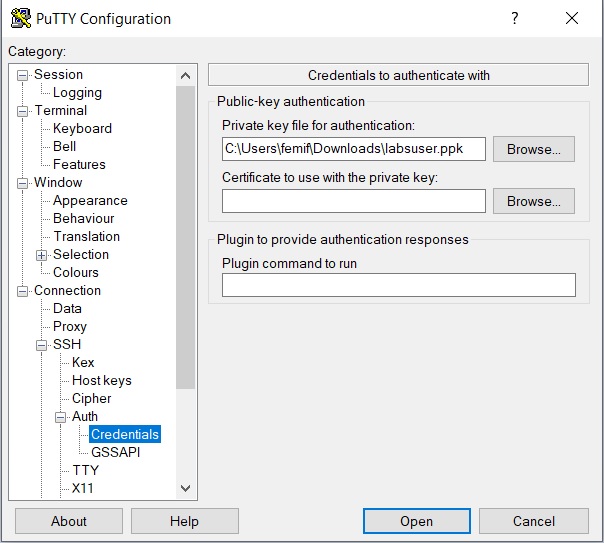 PuTTY Configuration
?
Category:
Session
Logging
Terminal
Keyboard
Bell
Features
Window
Appearance
Behaviour
Translation
Selection
Colours
Connection
Data
Proxy
SSH
Kex
Host keys
Cipher
Auth
Credentials
GSSAPI
TTY
X11
Credentials to authenticate with
Public-key authentication
Private key file for authentication:
C:\Users\femif\Downloads\labsuser.ppk
Browse...
Certificate to use with the private key:
Browse...
Plugin to provide authentication responses
Plugin command to run
About
Help
Open
Cancel